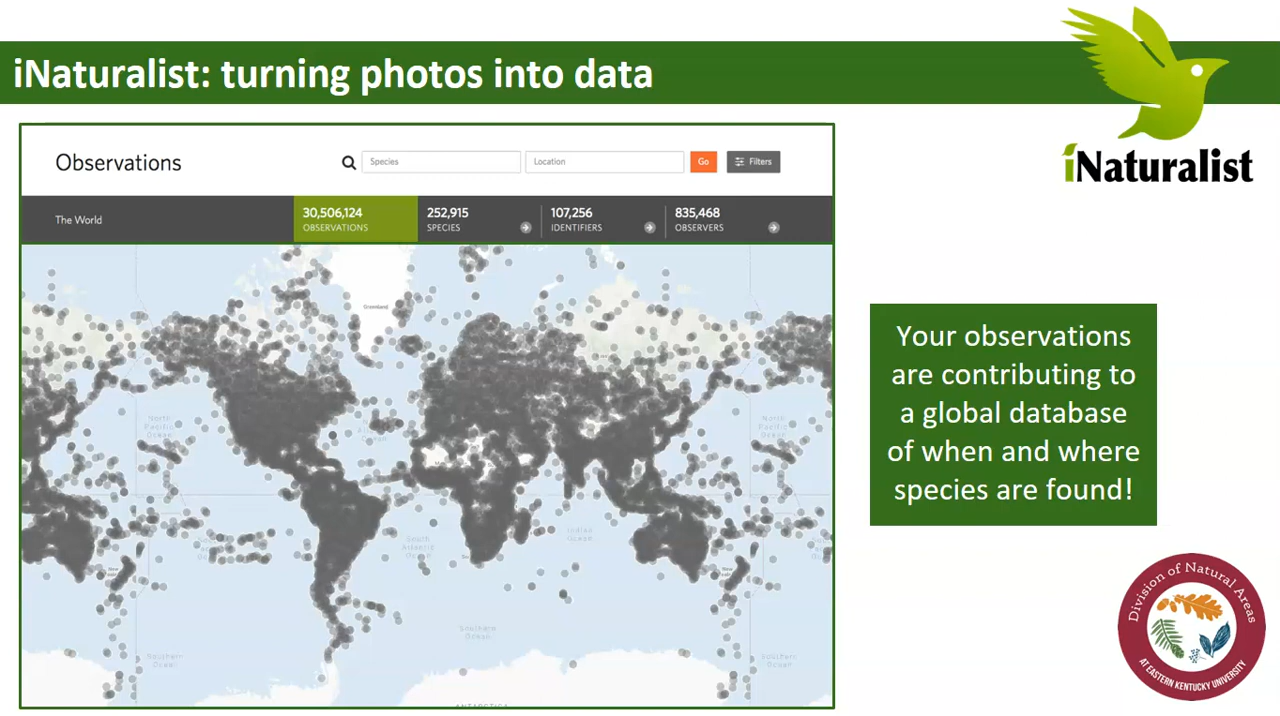 iNaturalist: turning photos into data
iNaturalist
Observations
Species
Location
Go
Filters
The World
30,506,124
OBSERVATIONS
252,915
SPECIES
107,256
IDENTIFIERS
835,468
OBSERVERS
Greenland
North
Pacific
Ocean
North
Pacific
Ocean
Ocean
South
Atlantic
Ocean
Indian
Ocean
Southern
Ocean
Southern
Ocean
Southern
Ocean
ANTARCTICA
Your observations
are contributing to
a global database
of when and where
species are found!
Division of Natural Areas
AT EASTERN KENTUCKY UNIVERSITY